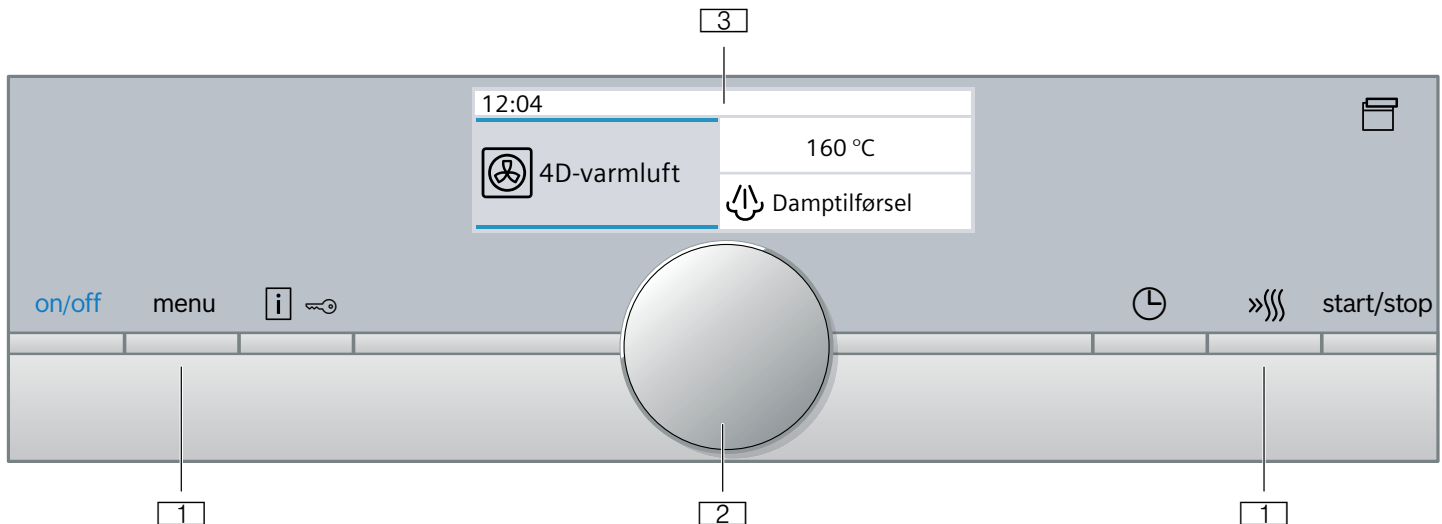 3
12:04
160 °C
4D-varmluft
Damptilførsel
on/off menu i start/stop
1 2 1